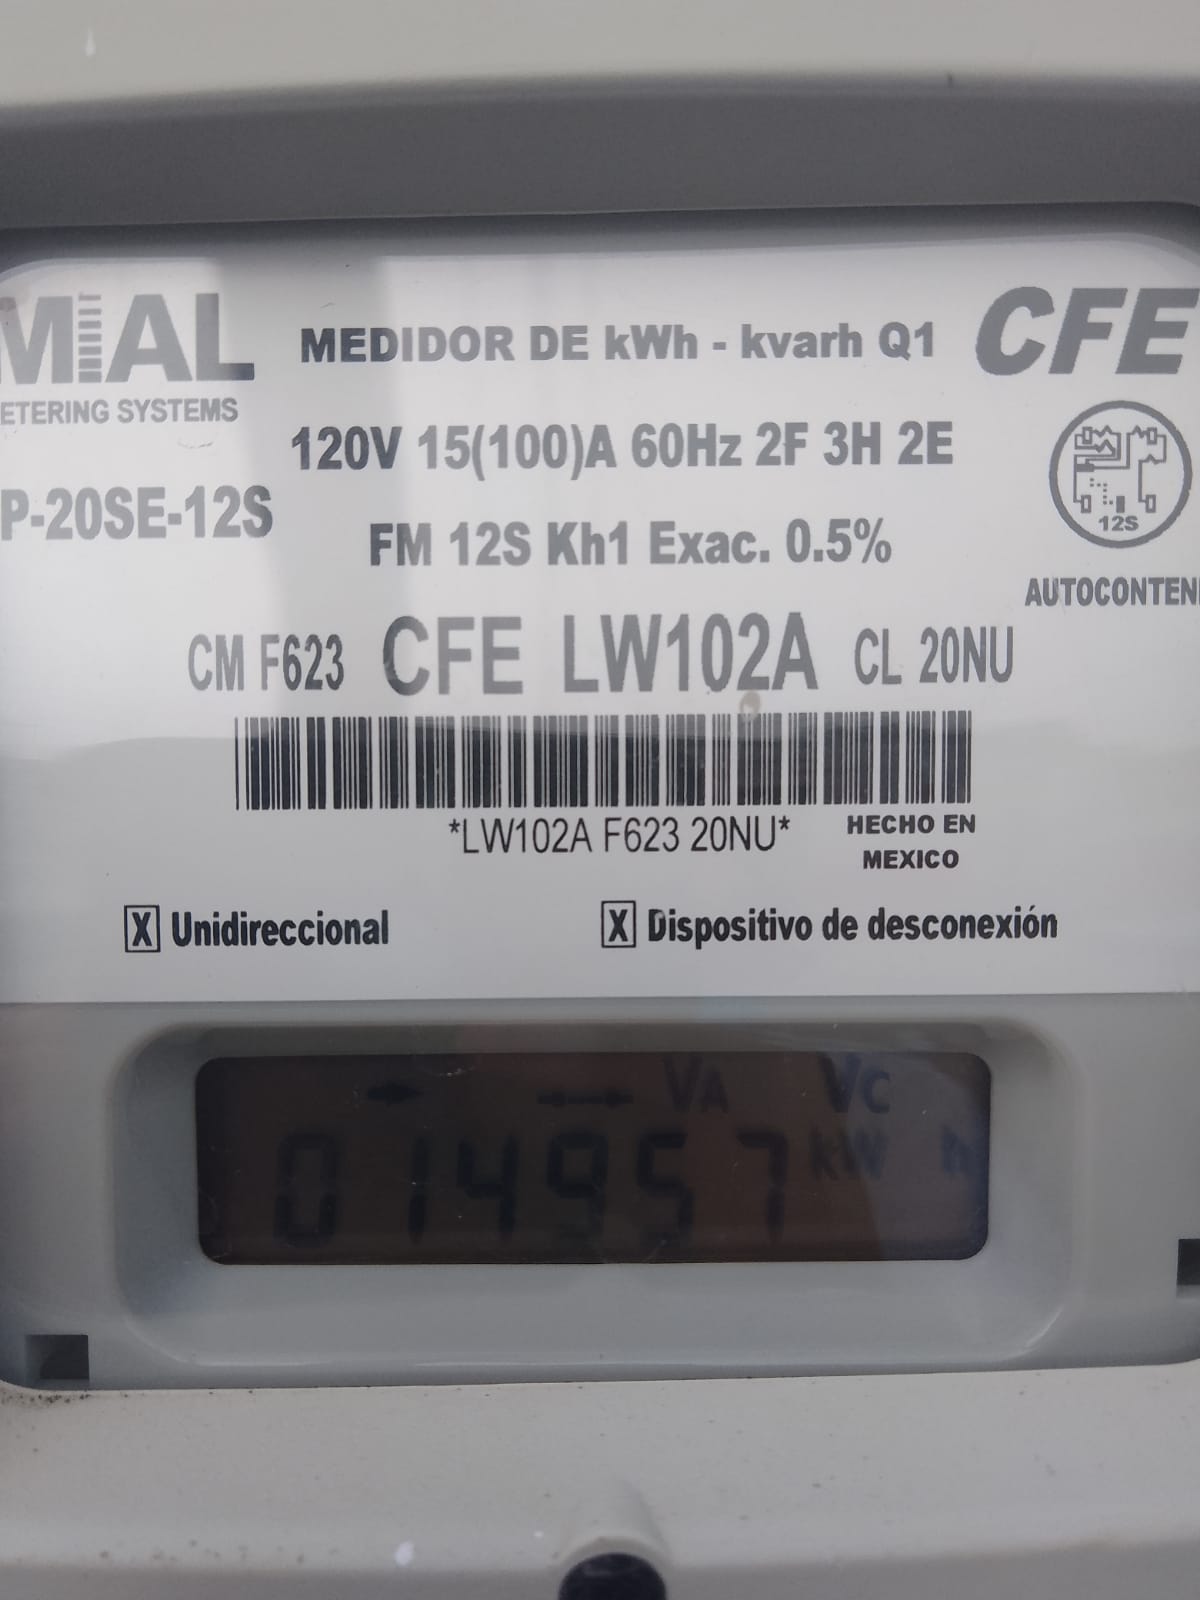 MIAL
ETERING SYSTEMS
MEDIDOR DE kWh - kvarh Q1
CFE
120V 15(100)A 60Hz 2F 3H 2E
P-20SE-12S
12S
FM 12S Kh1 Exac. 0.5%
AUTOCONTEN
CM F623 CFE LW102A CL 20NU
*LW102A F623 20NU*
HECHO EN
MEXICO
X Unidireccional
X Dispositivo de desconexión
VA VC
014957 kW h